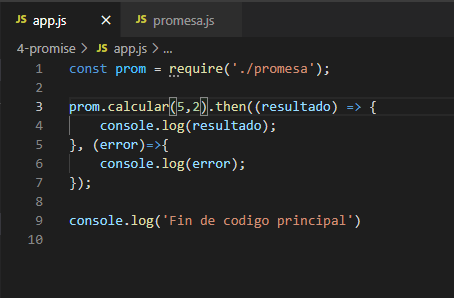 JS app.js × JS promesa.js
4-promise > JS app.js > ...
1 const prom = require('./promesa');
2
3 prom.calcular(5,2).then((resultado) => {
4 console.log(resultado);
5 }, (error)=>{
6 console.log(error);
7 });
8
9 console.log('Fin de codigo principal')
10